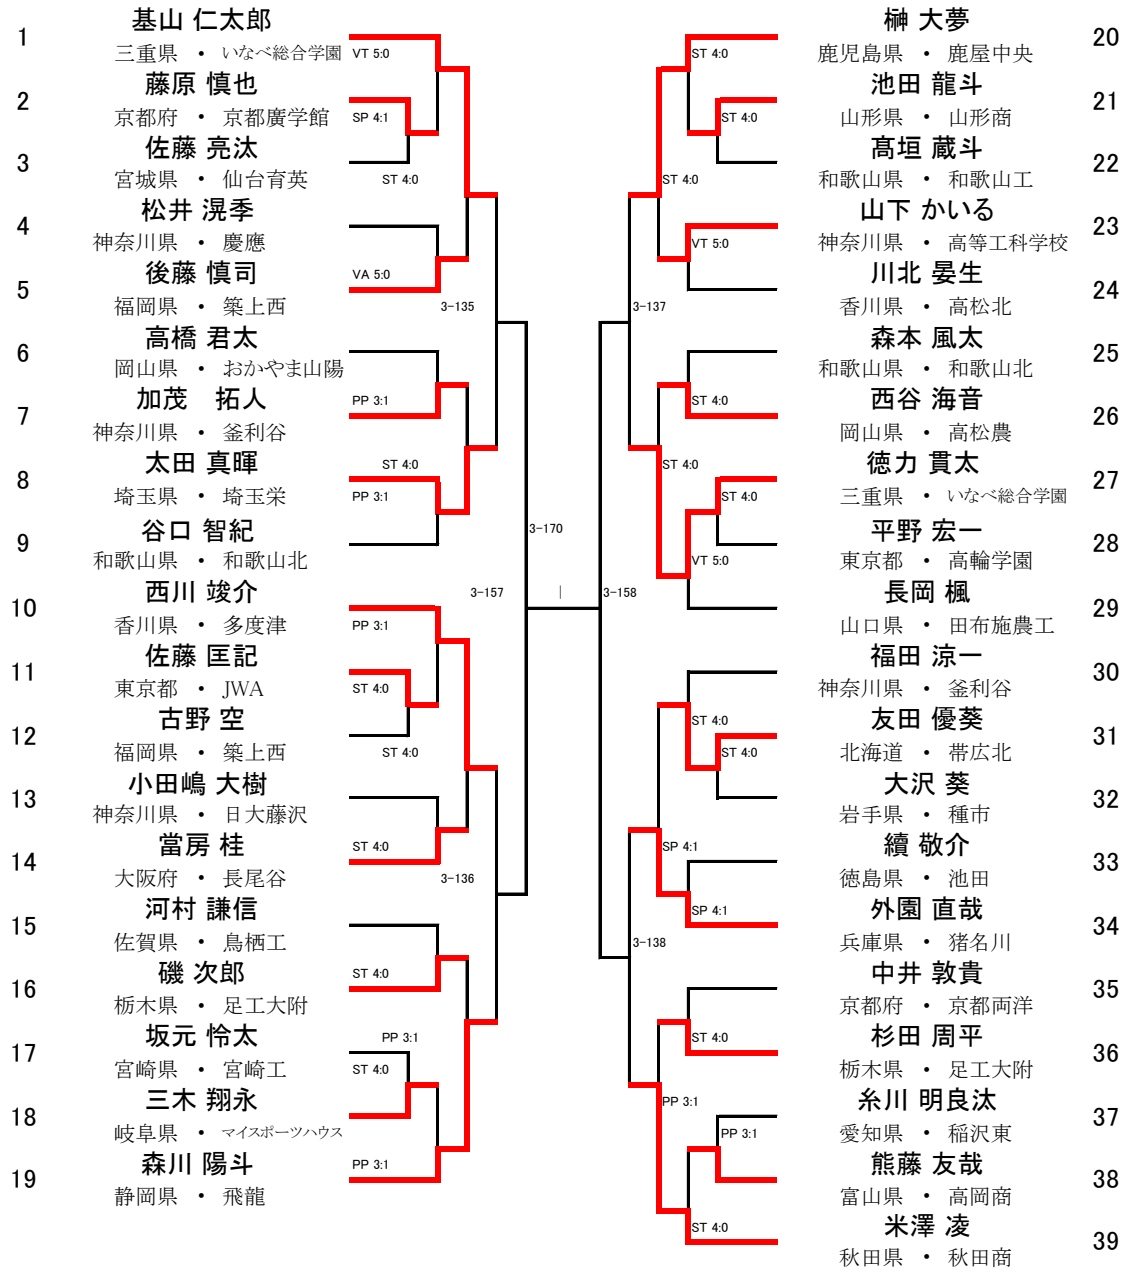 1 基山 仁太郎
三重県 ・ いなべ総合学園 VT 5:0
2 藤原 慎也
京都府 ・ 京都廣学館 SP 4:1
3 佐藤 亮汰
宮城県 ・ 仙台育英 ST 4:0
4 松井 滉季
神奈川県 ・ 慶應
5 後藤 慎司 VA 5:0
福岡県 ・ 築上西 3-135
6 高橋 君太
岡山県 ・ おかやま山陽
7 加茂 拓人 PP 3:1
神奈川県 ・ 釜利谷
8 太田 真暉 ST 4:0
埼玉県 ・ 埼玉栄 PP 3:1
9 谷口 智紀 3-170
和歌山県 ・ 和歌山北
10 西川 竣介 3-157
香川県 ・ 多度津 PP 3:1
11 佐藤 匡記
東京都 ・ JWA ST 4:0
12 古野 空
福岡県 ・ 築上西 ST 4:0
13 小田嶋 大樹
神奈川県 ・ 日大藤沢
14 當房 桂 ST 4:0
大阪府 ・ 長尾谷 3-136
15 河村 謙信
佐賀県 ・ 鳥栖工
16 磯 次郎 ST 4:0
栃木県 ・ 足工大附
17 坂元 怜太 PP 3:1
宮崎県 ・ 宮崎工 ST 4:0
18 三木 翔永
岐阜県 ・ マイスポーツハウス
19 森川 陽斗 PP 3:1
静岡県 ・ 飛龍
榊 大夢 20
ST 4:0 鹿児島県 ・ 鹿屋中央
池田 龍斗 21
ST 4:0 山形県 ・ 山形商
髙垣 蔵斗 22
ST 4:0 和歌山県 ・ 和歌山工
山下 かいる 23
VT 5:0 神奈川県 ・ 高等工科学校
川北 晏生 24
3-137 香川県 ・ 高松北
森本 風太 25
和歌山県 ・ 和歌山北
ST 4:0 西谷 海音 26
岡山県 ・ 高松農
ST 4:0 徳力 貫太 27
ST 4:0 三重県 ・ いなべ総合学園
平野 宏一 28
VT 5:0 東京都 ・ 高輪学園
3-158 長岡 楓 29
山口県 ・ 田布施農工
福田 涼一 30
神奈川県 ・ 釜利谷
ST 4:0 友田 優葵 31
ST 4:0 北海道 ・ 帯広北
大沢 葵 32
岩手県 ・ 種市
SP 4:1 續 敬介 33
徳島県 ・ 池田
SP 4:1 外園 直哉 34
3-138 兵庫県 ・ 猪名川
中井 敦貴 35
京都府 ・ 京都両洋
ST 4:0 杉田 周平 36
栃木県 ・ 足工大附
PP 3:1 糸川 明良汰 37
PP 3:1 愛知県 ・ 稲沢東
熊藤 友哉 38
富山県 ・ 高岡商
ST 4:0 米澤 凌 39
秋田県 ・ 秋田商